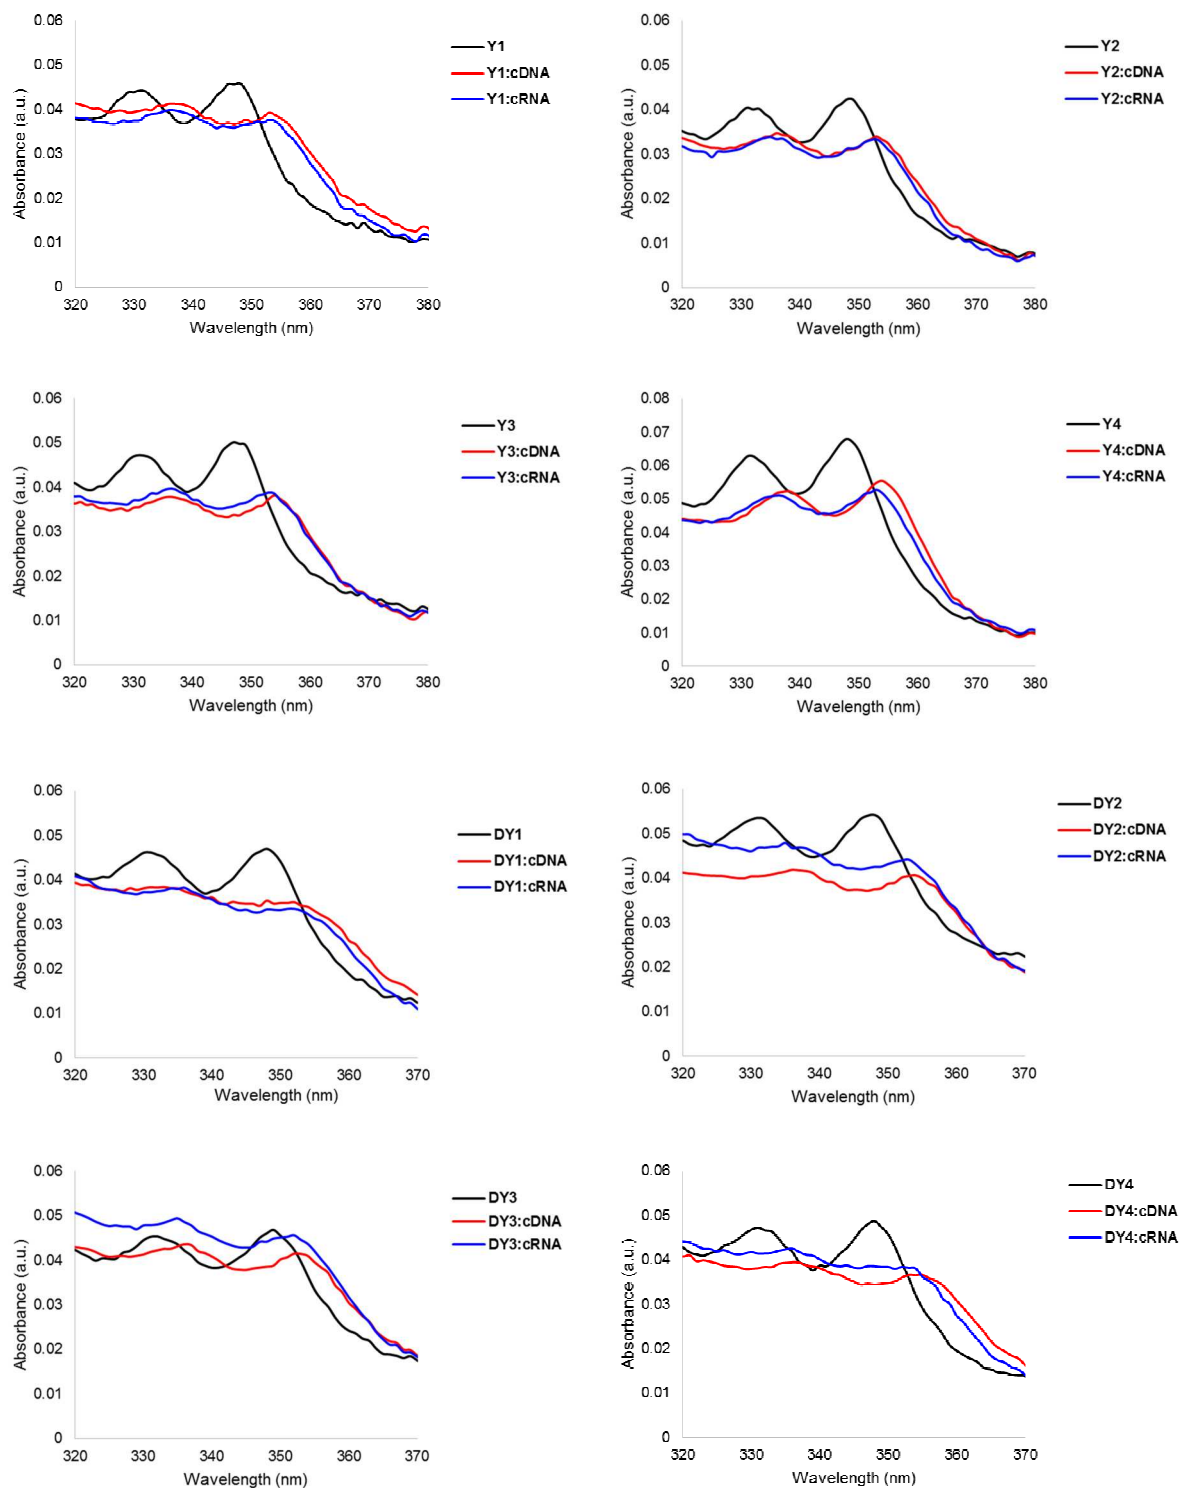 0.06
0.05
0.04
0.03
0.02
0.01
0
320 330 340 350 360 370 380
Absorbance (a.u.)
Wavelength (nm)
Y1
Y1:cDNA
Y1:cRNA
0.06
0.05
0.04
0.03
0.02
0.01
0
320 330 340 350 360 370 380
Absorbance (a.u.)
Wavelength (nm)
Y2
Y2:cDNA
Y2:cRNA
0.06
0.05
0.04
0.03
0.02
0.01
0
320 330 340 350 360 370 380
Absorbance (a.u.)
Wavelength (nm)
Y3
Y3:cDNA
Y3:cRNA
0.08
0.07
0.06
0.05
0.04
0.03
0.02
0.01
0
320 330 340 350 360 370 380
Absorbance (a.u.)
Wavelength (nm)
Y4
Y4:cDNA
Y4:cRNA
0.06
0.05
0.04
0.03
0.02
0.01
0
320 330 340 350 360 370
Absorbance (a.u.)
Wavelength (nm)
DY1
DY1:cDNA
DY1:cRNA
0.06
0.05
0.04
0.03
0.02
0.01
0
320 330 340 350 360 370
Absorbance (a.u.)
Wavelength (nm)
DY2
DY2:cDNA
DY2:cRNA
0.06
0.05
0.04
0.03
0.02
0.01
0
320 330 340 350 360 370
Absorbance (a.u.)
Wavelength (nm)
DY3
DY3:cDNA
DY3:cRNA
0.06
0.05
0.04
0.03
0.02
0.01
0
320 330 340 350 360 370
Absorbance (a.u.)
Wavelength (nm)
DY4
DY4:cDNA
DY4:cRNA